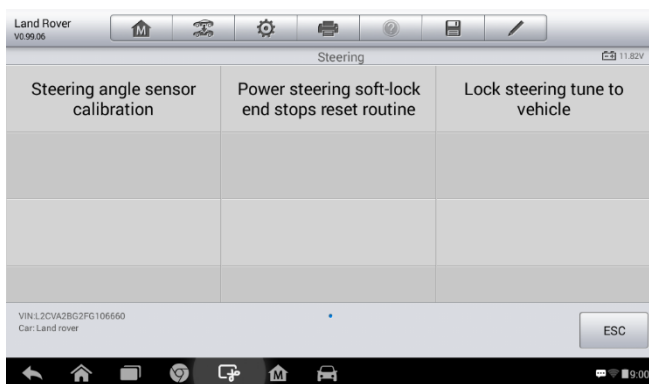 Land Rover
V0.99.06
M
Steering
11.82V
Steering angle sensor
calibration
Power steering soft-lock
end stops reset routine
Lock steering tune to
vehicle
VIN:L2CVA2BG2FG106660
Car: Land rover
ESC
M
9:00